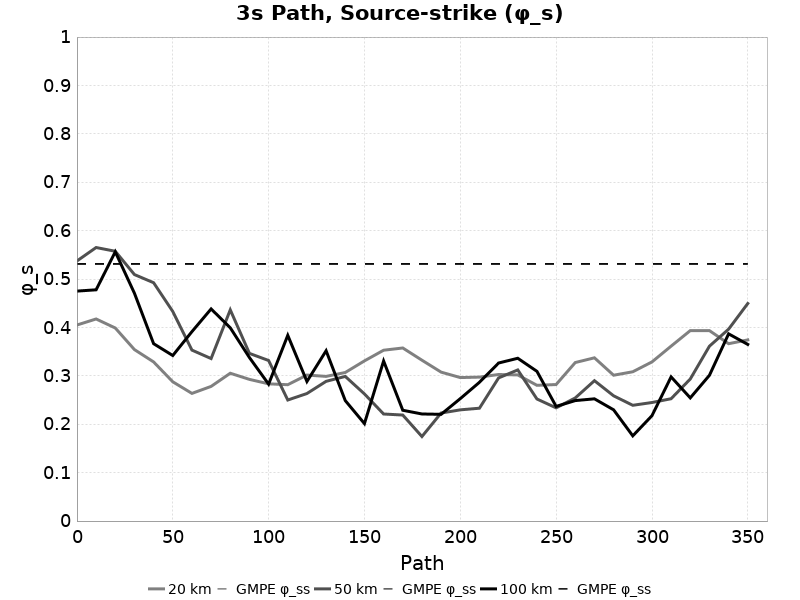 3s Path, Source-strike (φ_s)
1
0.9
0.8
0.7
0.6
0.5
0.4
0.3
0.2
0.1
0
φ_s
0 50 100 150 200 250 300 350
Path
20 km GMPE φ_ss 50 km GMPE φ_ss 100 km GMPE φ_ss